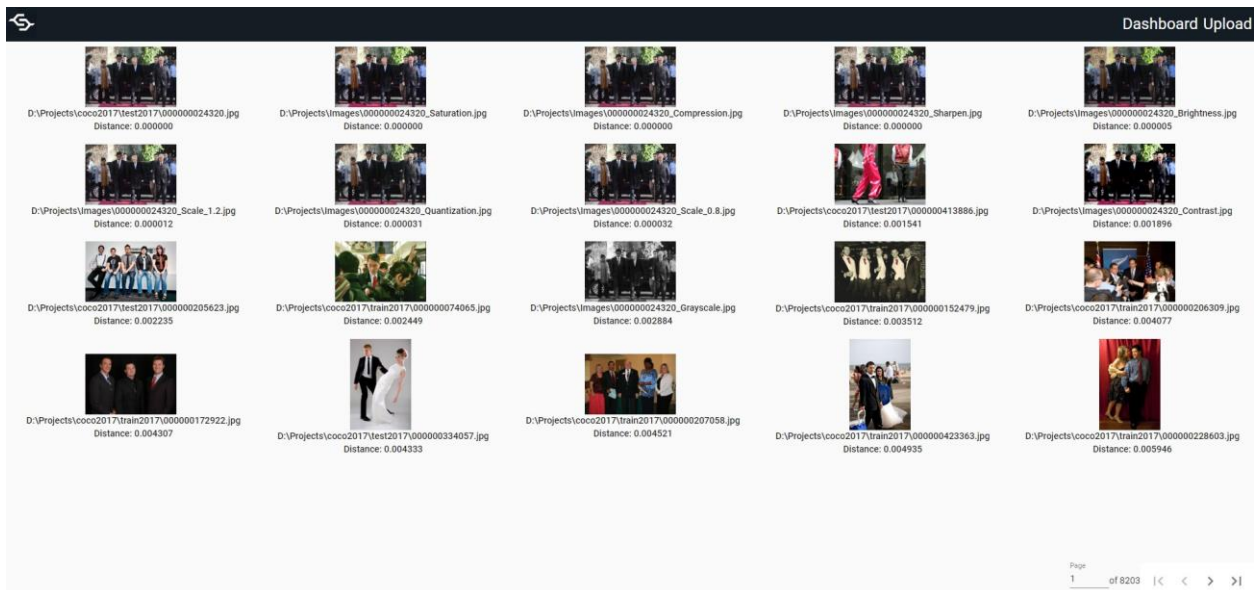 Dashboard Upload
D:\Projects\coco2017\test2017\000000024320.jpg
Distance: 0.000000
D:\Projects\Images\000000024320_Saturation.jpg
Distance: 0.000000
D:\Projects\Images\000000024320_Compression.jpg
Distance: 0.000000
D:\Projects\Images\000000024320_Sharpen.jpg
Distance: 0.000000
D:\Projects\Images\000000024320_Brightness.jpg
Distance: 0.000005
D:\Projects\Images\000000024320_Scale_1.2.jpg
Distance: 0.000012
D:\Projects\Images\000000024320_Quantization.jpg
Distance: 0.000031
D:\Projects\Images\000000024320_Scale_0.8.jpg
Distance: 0.000032
D:\Projects\coco2017\test2017\000000413886.jpg
Distance: 0.001541
D:\Projects\Images\000000024320_Contrast.jpg
Distance: 0.001896
D:\Projects\coco2017\test2017\000000205623.jpg
Distance: 0.002235
D:\Projects\coco2017\train2017\000000074065.jpg
Distance: 0.002449
D:\Projects\Images\000000024320_Grayscale.jpg
Distance: 0.002884
D:\Projects\coco2017\train2017\000000152479.jpg
Distance: 0.003512
D:\Projects\coco2017\train2017\000000206309.jpg
Distance: 0.004077
D:\Projects\coco2017\train2017\000000172922.jpg
Distance: 0.004307
D:\Projects\coco2017\test2017\000000334057.jpg
Distance: 0.004333
D:\Projects\coco2017\train2017\000000207058.jpg
Distance: 0.004521
D:\Projects\coco2017\train2017\000000423363.jpg
Distance: 0.004935
D:\Projects\coco2017\train2017\000000228603.jpg
Distance: 0.005946
Page
1 of 8203